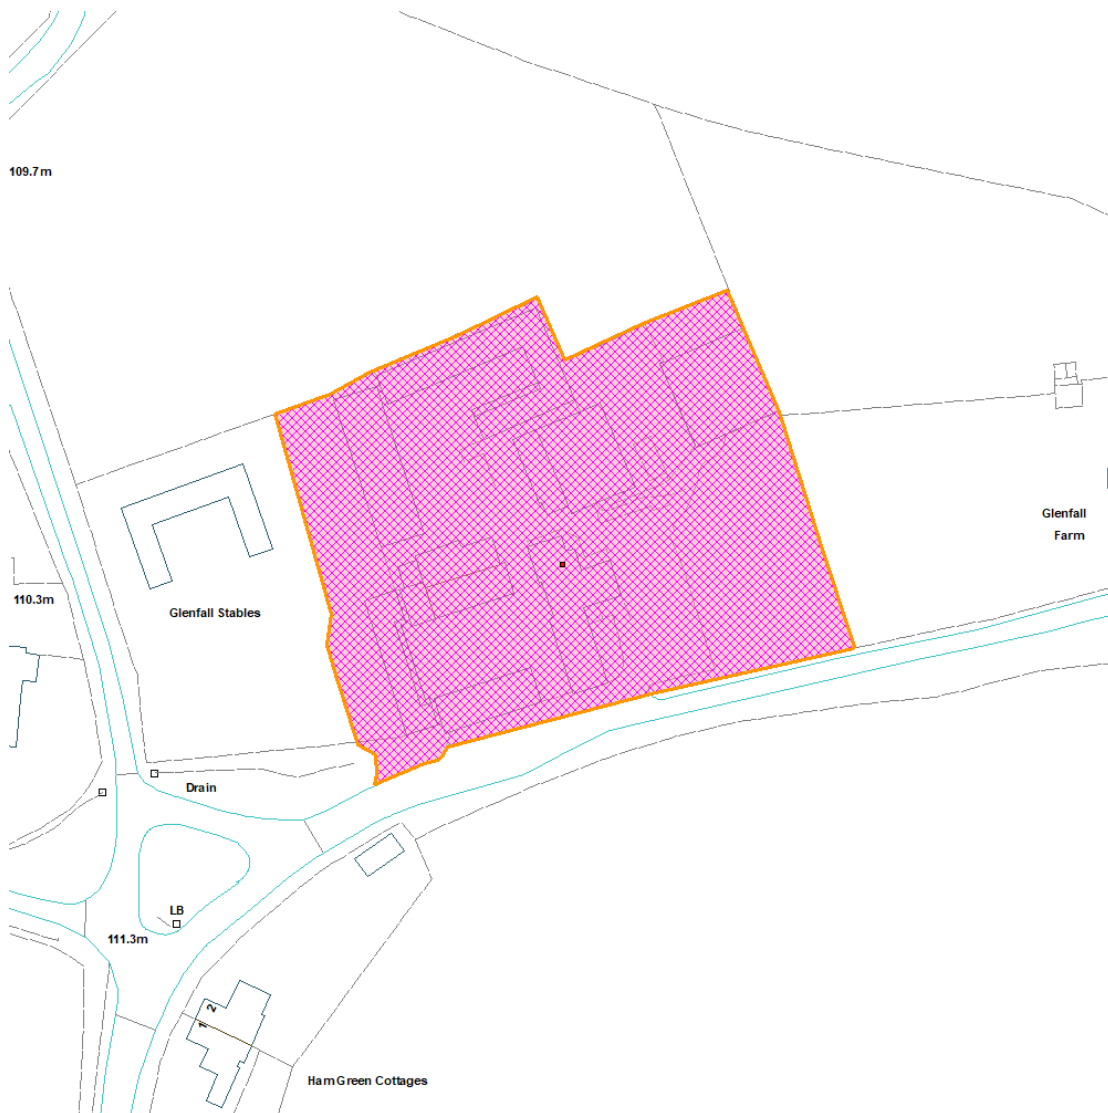 109.7m
Glenfall
Farm
110.3m
Glenfall Stables
Drain
LB
111.3m
2
1
Ham Green Cottages